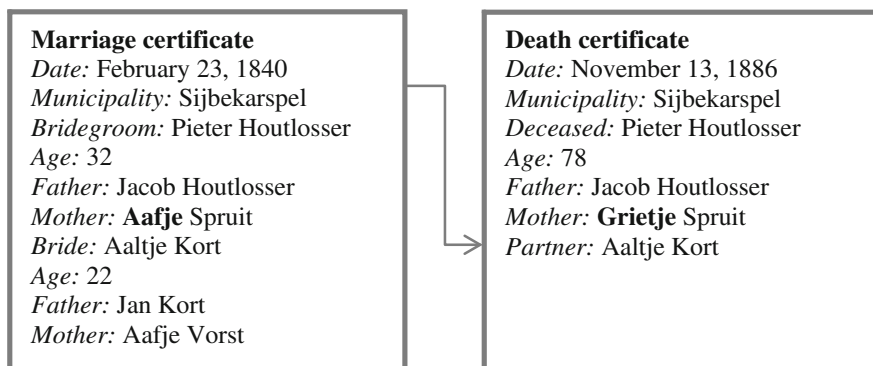 Marriage certificate
Date: February 23, 1840
Municipality: Sijbekarspel
Bridegroom: Pieter Houtlosser
Age: 32
Father: Jacob Houtlosser
Mother: Aafje Spruit
Bride: Aaltje Kort
Age: 22
Father: Jan Kort
Mother: Aafje Vorst
Death certificate
Date: November 13, 1886
Municipality: Sijbekarspel
Deceased: Pieter Houtlosser
Age: 78
Father: Jacob Houtlosser
Mother: Grietje Spruit
Partner: Aaltje Kort